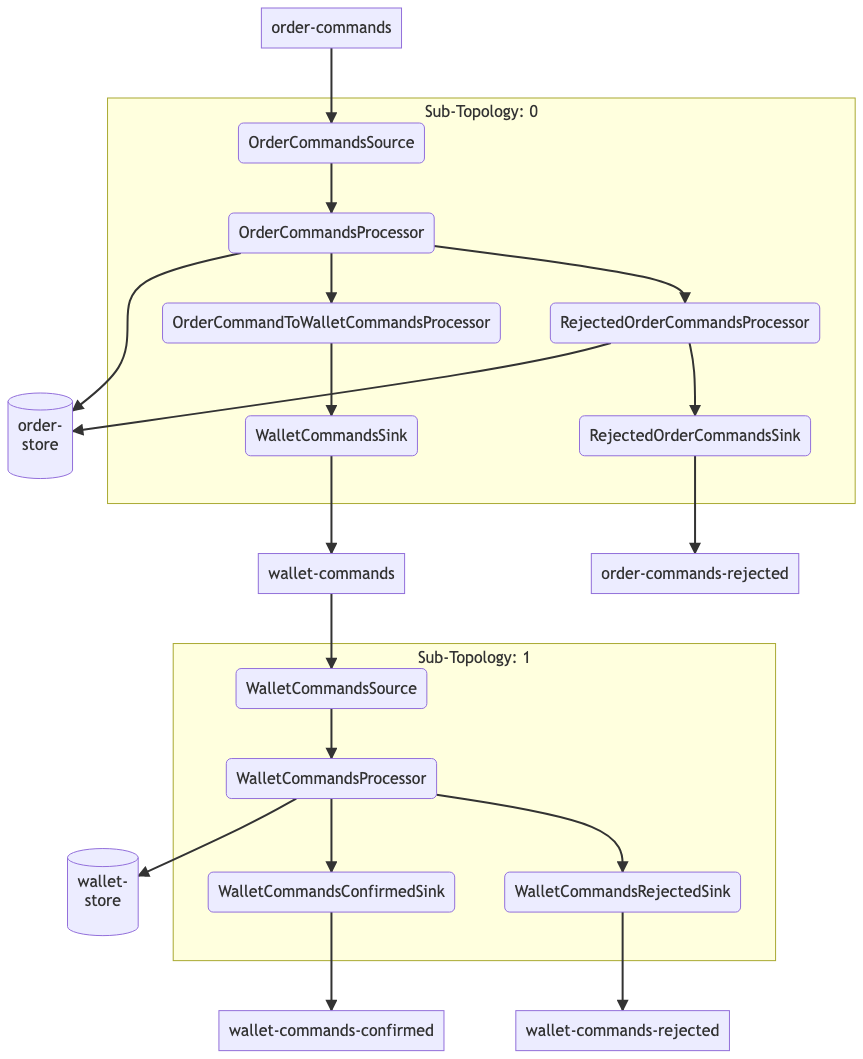 order-commands
Sub-Topology: 0
OrderCommandsSource
OrderCommandsProcessor
OrderCommandToWalletCommandsProcessor
RejectedOrderCommandsProcessor
order-
store
WalletCommandsSink
RejectedOrderCommandsSink
wallet-commands
order-commands-rejected
Sub-Topology: 1
WalletCommandsSource
WalletCommandsProcessor
wallet-
store
WalletCommandsConfirmedSink
WalletCommandsRejectedSink
wallet-commands-confirmed
wallet-commands-rejected